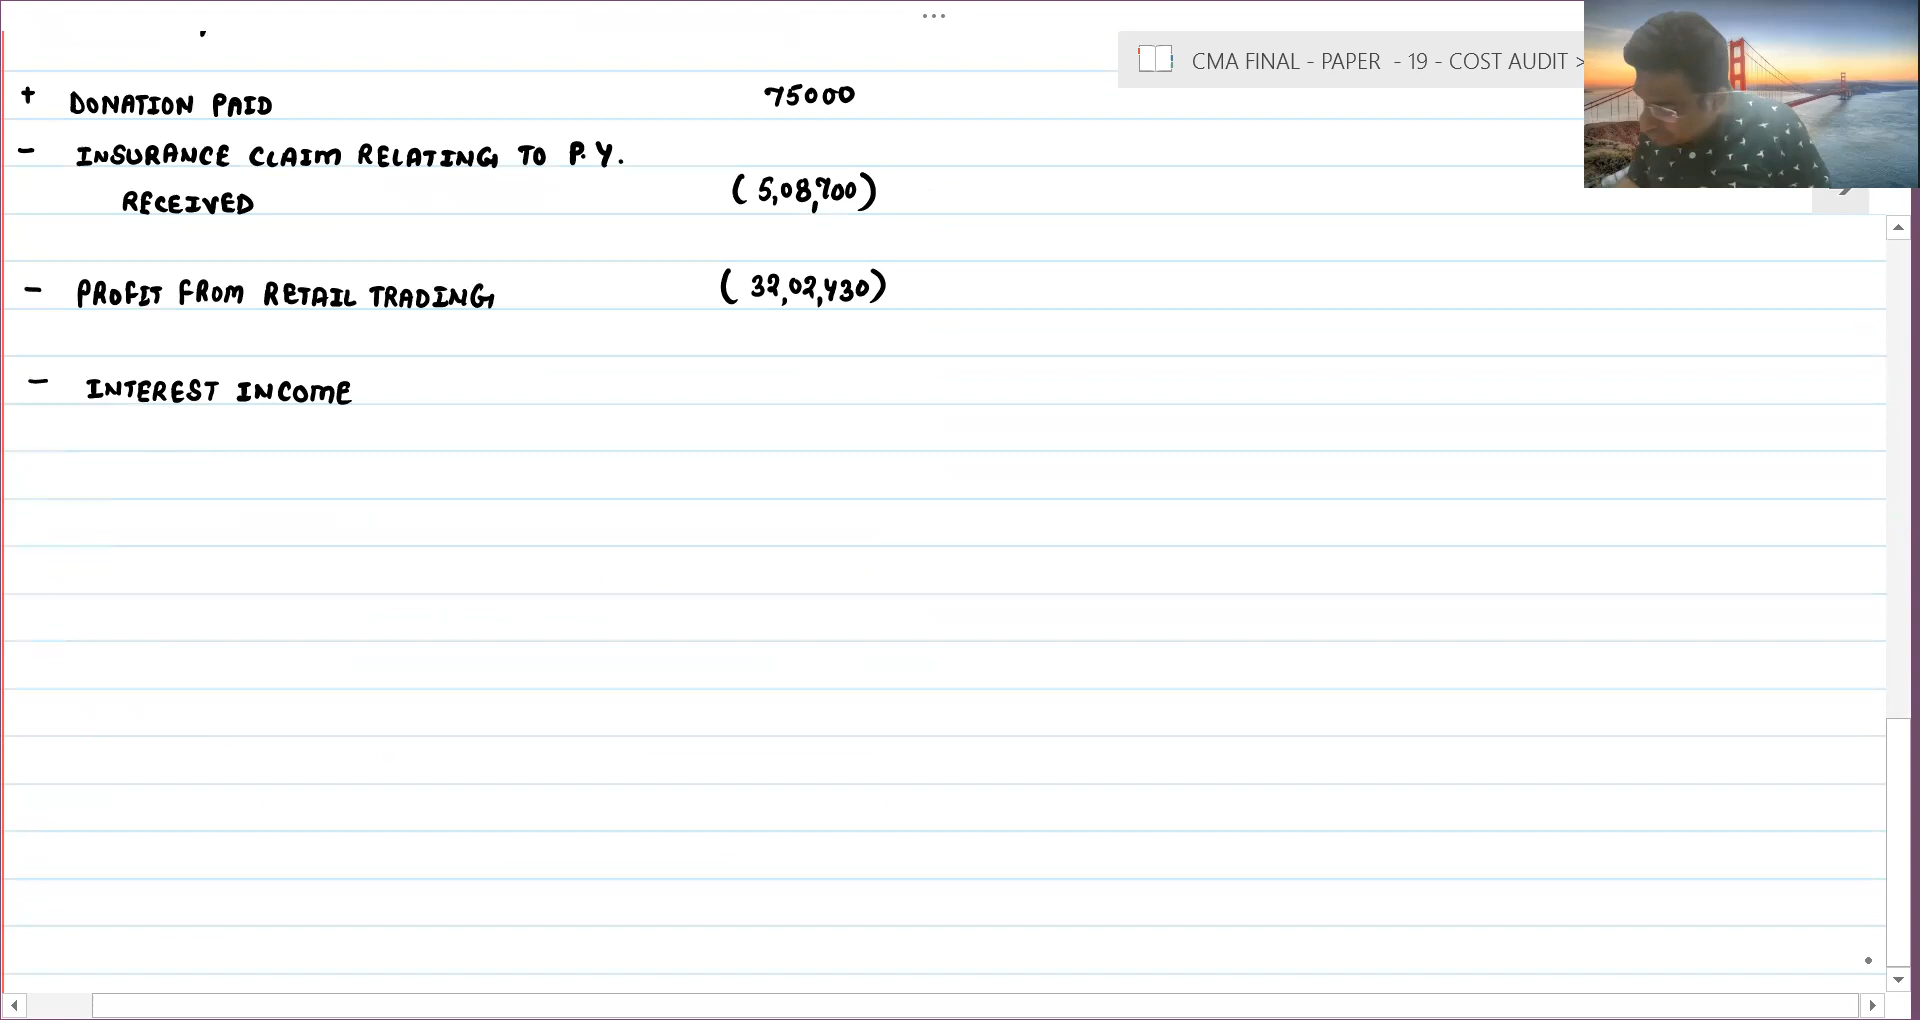 ...
CMA FINAL - PAPER - 19 - COST AUDIT >
+ DONATION PAID 75000
- INSURANCE CLAIM RELATING TO P.Y.
RECEIVED (5,08,700)
- PROFIT FROM RETAIL TRADING (32,02,430)
- INTEREST INCOME